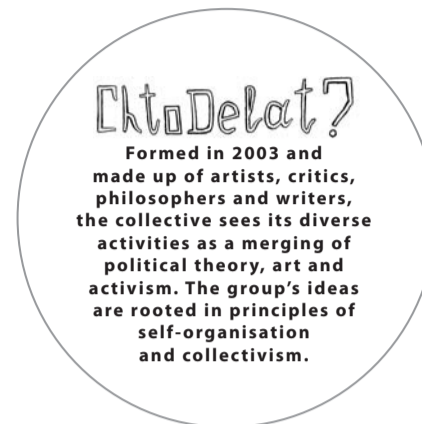 Chto Delat?
Formed in 2003 and
made up of artists, critics,
philosophers and writers,
the collective sees its diverse
activities as a merging of
political theory, art and
activism. The group’s ideas
are rooted in principles of
self-organisation
and collectivism.